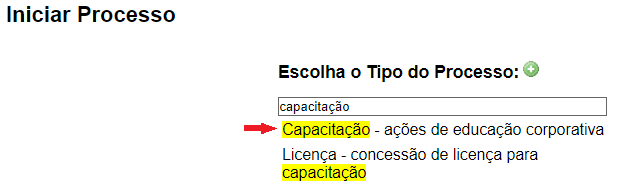 Iniciar Processo
Escolha o Tipo do Processo:
capacitação
Capacitação - ações de educação corporativa
Licença - concessão de licença para
capacitação